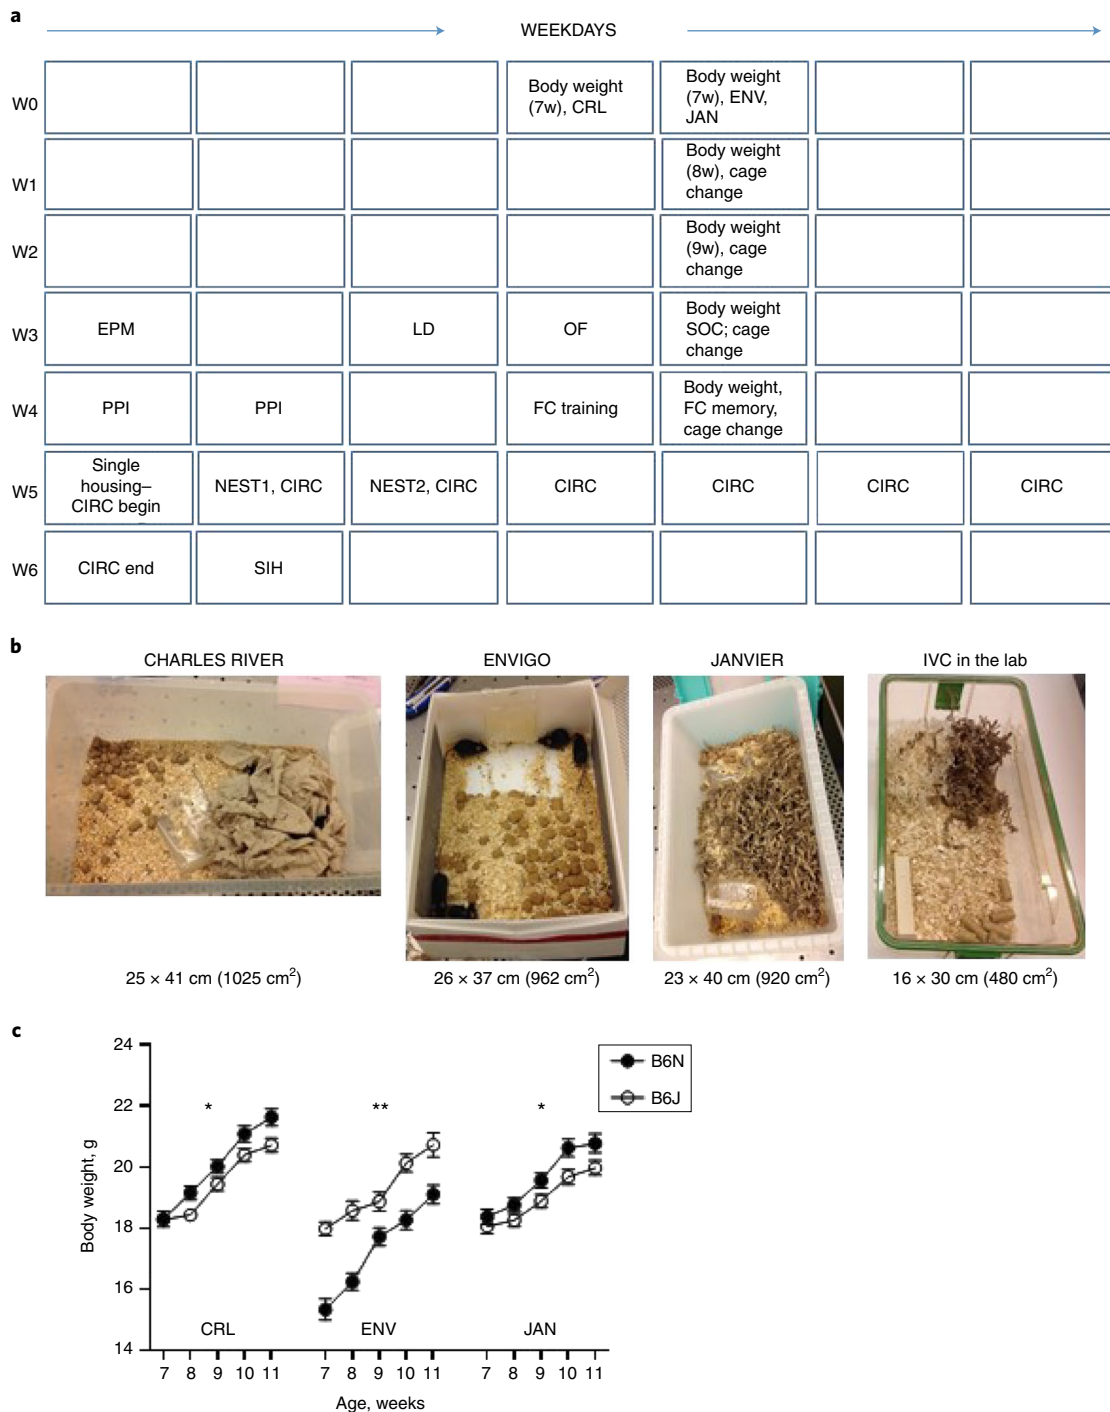 a
WEEKDAYS
W0
Body weight
(7w), CRL
Body weight
(7w), ENV,
JAN
W1
Body weight
(8w), cage
change
W2
Body weight
(9w), cage
change
W3
EPM
LD
OF
Body weight
SOC; cage
change
W4
PPI
PPI
FC training
Body weight,
FC memory,
cage change
W5
Single
housing–
CIRC begin
NEST1, CIRC
NEST2, CIRC
CIRC
CIRC
CIRC
CIRC
W6
CIRC end
SIH
b
CHARLES RIVER
ENVIGO
JANVIER
IVC in the lab
25 × 41 cm (1025 cm²)
26 × 37 cm (962 cm²)
23 × 40 cm (920 cm²)
16 × 30 cm (480 cm²)
c
Body weight, g
24
22
20
18
16
14
* ** *
B6N
B6J
CRL
ENV
JAN
7 8 9 10 11 7 8 9 10 11 7 8 9 10 11
Age, weeks